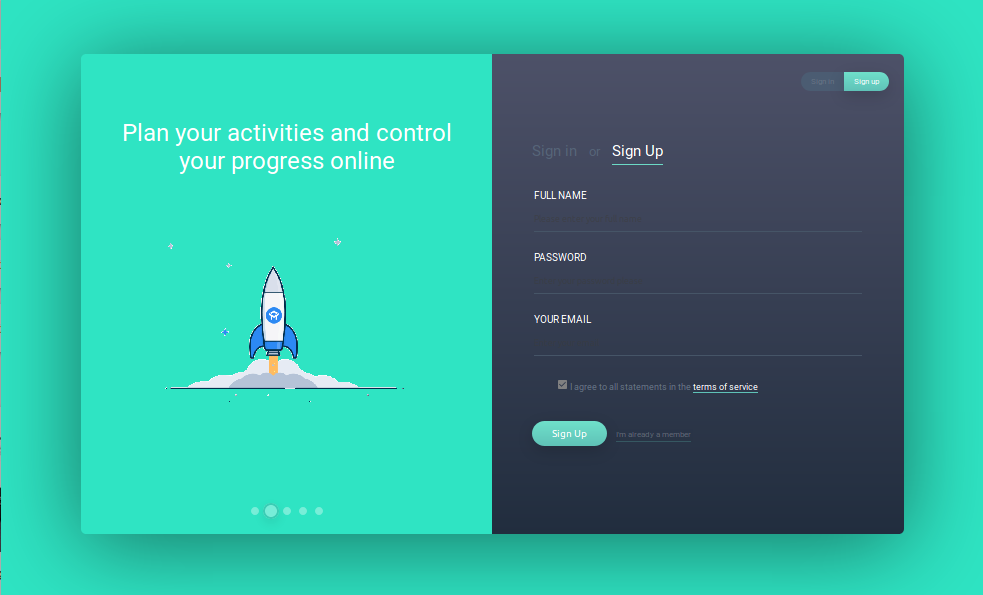 Plan your activities and control
your progress online
Sign in Sign up
Sign in or Sign Up
FULL NAME
PASSWORD
YOUR EMAIL
I agree to all statements in the terms of service
Sign Up I'm already a member